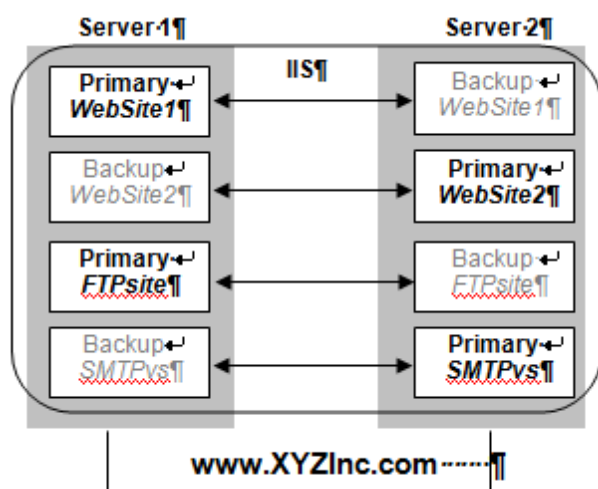 Server·1¶
Server·2¶
IIS¶
Primary·↵
WebSite1¶
Backup·↵
WebSite1¶
Backup↵
WebSite2¶
Primary·↵
WebSite2¶
Primary·↵
FTPsite¶
Backup·↵
FTPsite¶
Backup↵
SMTPvs¶
Primary·↵
SMTPvs¶
www.XYZInc.com·······¶